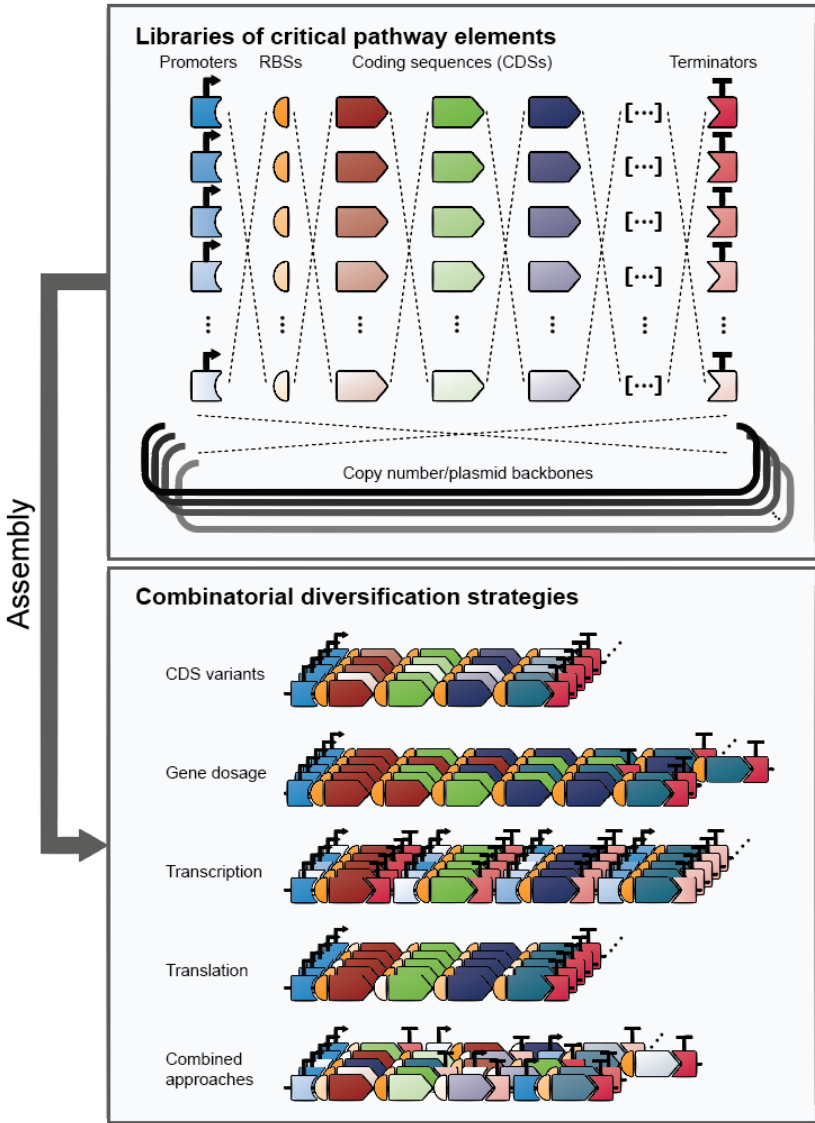 Libraries of critical pathway elements
Promoters RBSs Coding sequences (CDSs) Terminators
[...]
[...]
[...]
[...]
[...]
Copy number/plasmid backbones
Assembly
Combinatorial diversification strategies
CDS variants
Gene dosage
Transcription
Translation
Combined
approaches